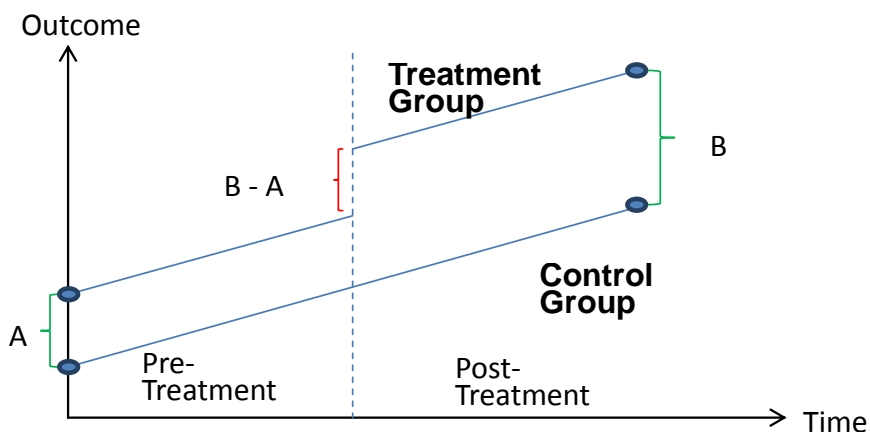 Outcome
Treatment
Group
B - A
B
Control
Group
A
Pre-
Treatment
Post-
Treatment
Time